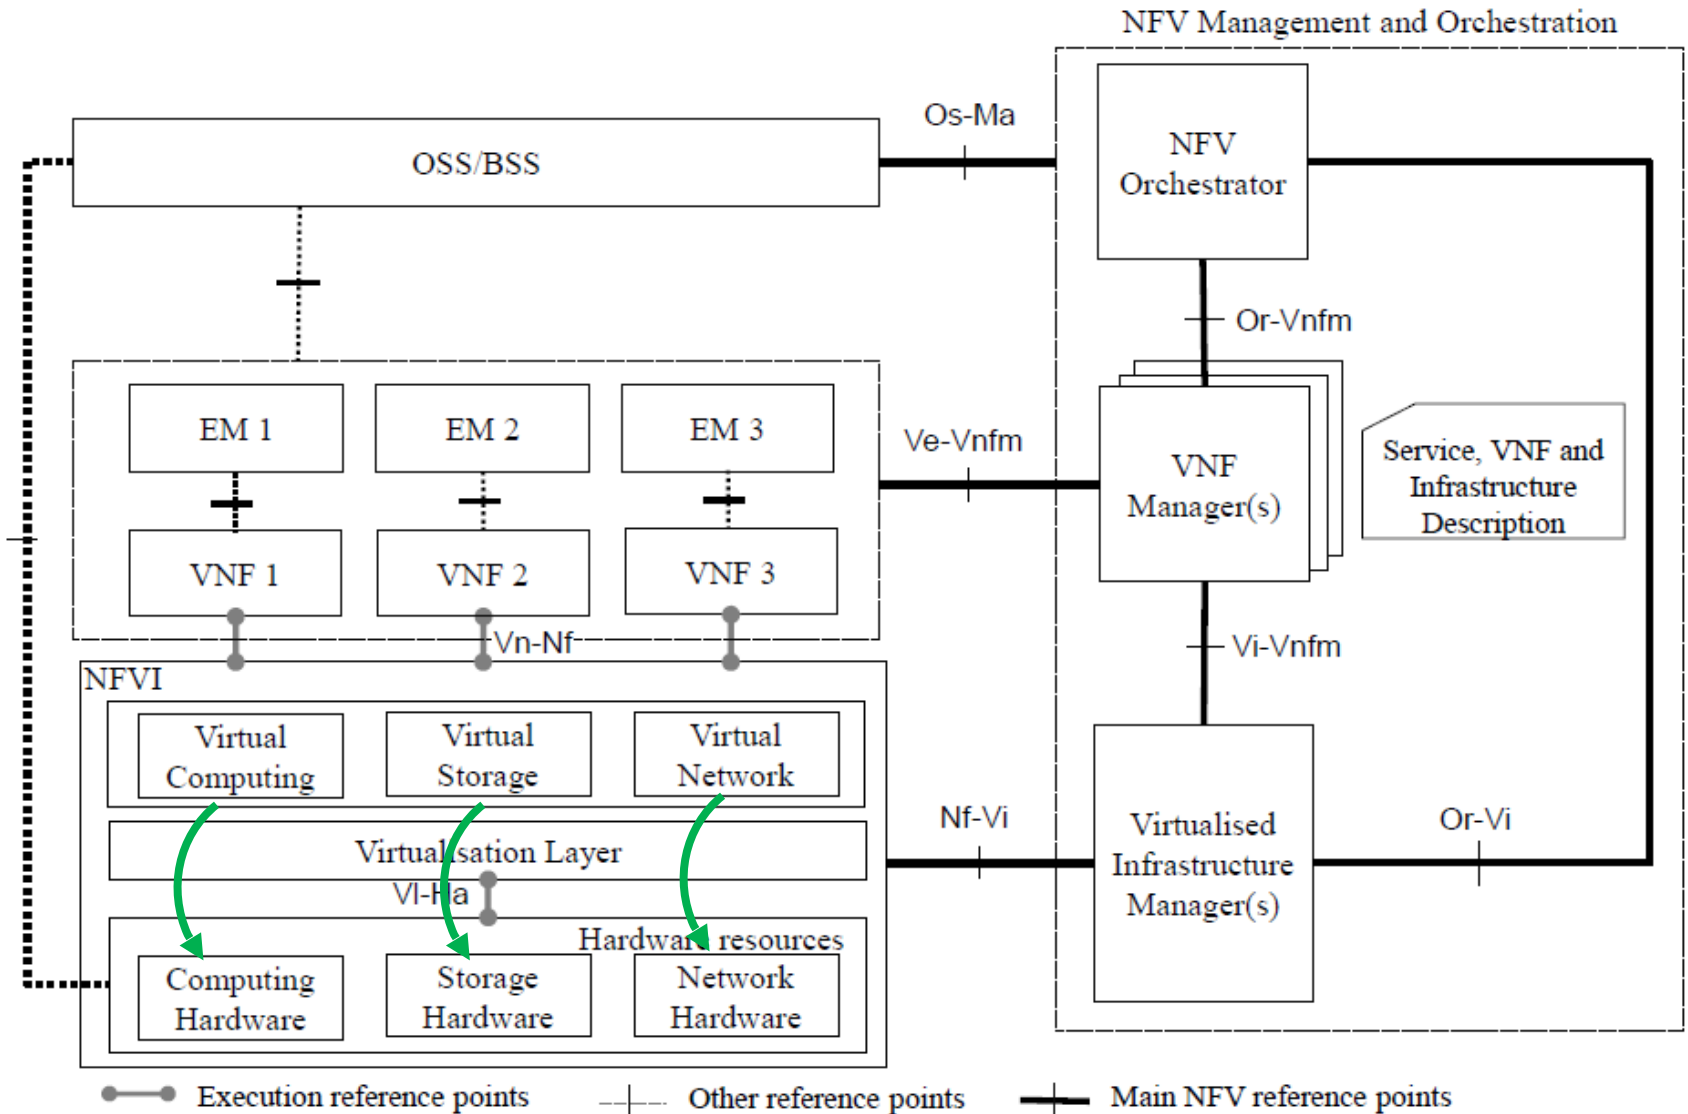 NFV Management and Orchestration
Os-Ma
OSS/BSS
NFV
Orchestrator
Or-Vnfm
EM 1
EM 2
EM 3
Ve-Vnfm
VNF
Manager(s)
Service, VNF and
Infrastructure
Description
VNF 1
VNF 2
VNF 3
Vn-Nf
Vi-Vnfm
NFVI
Virtual
Computing
Virtual
Storage
Virtual
Network
Nf-Vi
Virtualised
Infrastructure
Manager(s)
Or-Vi
Virtualisation Layer
Vl-Ha
Hardware resources
Computing
Hardware
Storage
Hardware
Network
Hardware
Execution reference points
Other reference points
Main NFV reference points